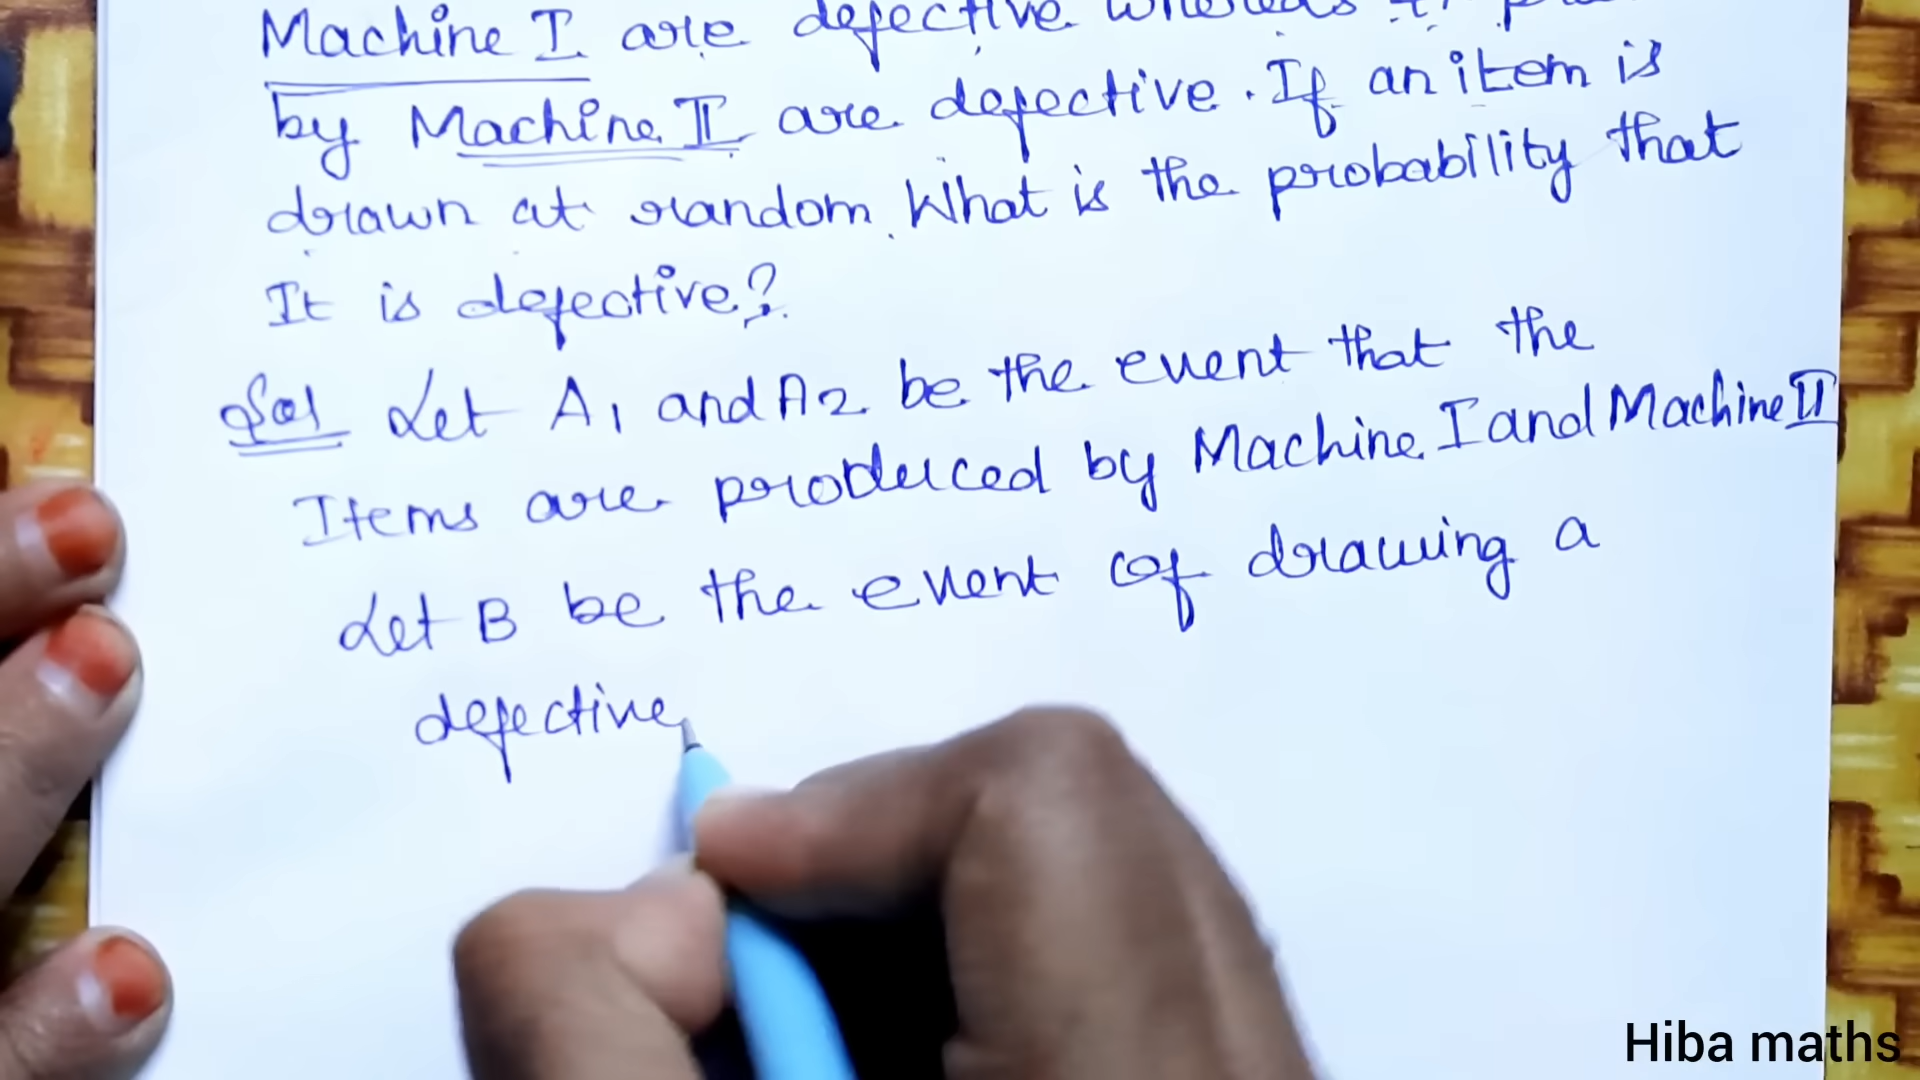 Machine I are defective whereas
by Machine II are defective. If an item is
drawn at random. What is the probability that
It is defective?
Sol Let A1 and A2 be the event that the
Items are produced by Machine I and Machine II
Let B be the event of drawing a
defective
Hiba maths